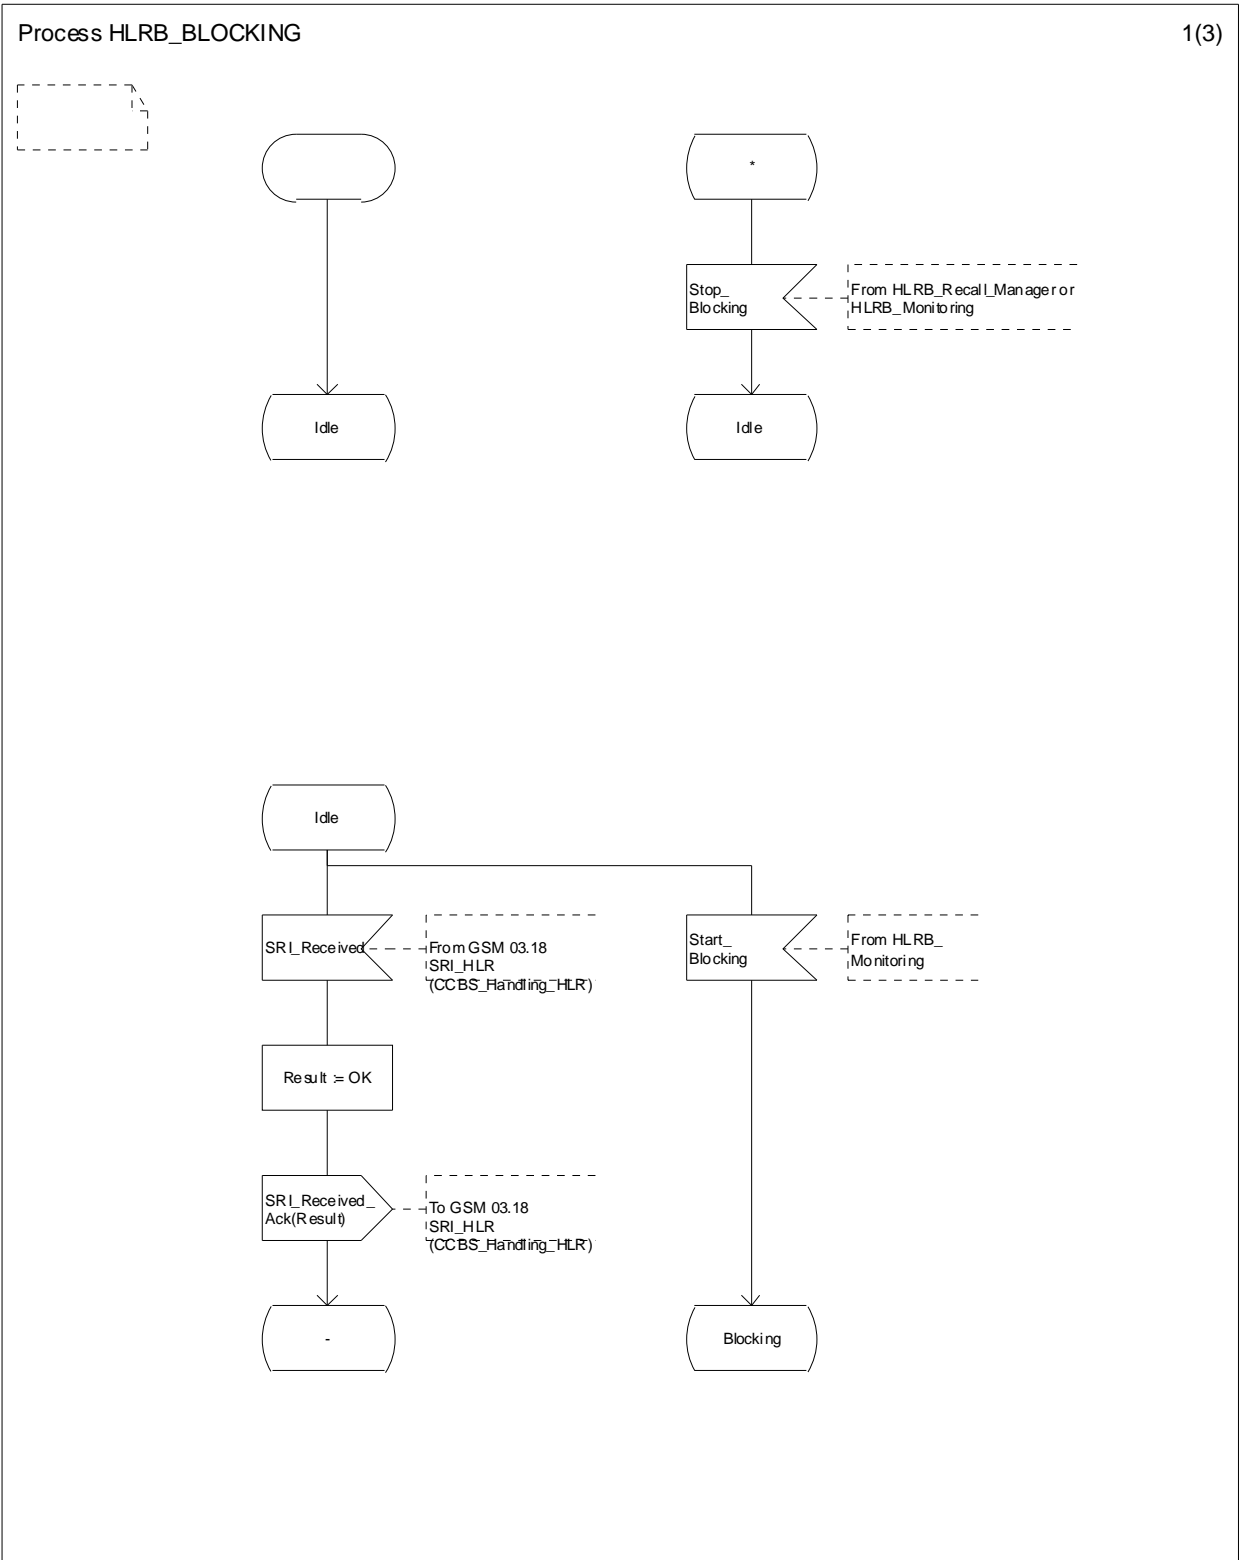 Process HLRB_BLOCKING
1(3)
*
Stop_
Blocking
From HLRB_Recall_Manager or
HLRB_Monitoring
Idle
Idle
Idle
SRI_Received
From GSM 03.18
SRI_HLR
(CCBS_Handling_HLR)
Start_
Blocking
From HLRB_
Monitoring
Result := OK
SRI_Received_
Ack(Result)
To GSM 03.18
SRI_HLR
(CCBS_Handling_HLR)
-
Blocking